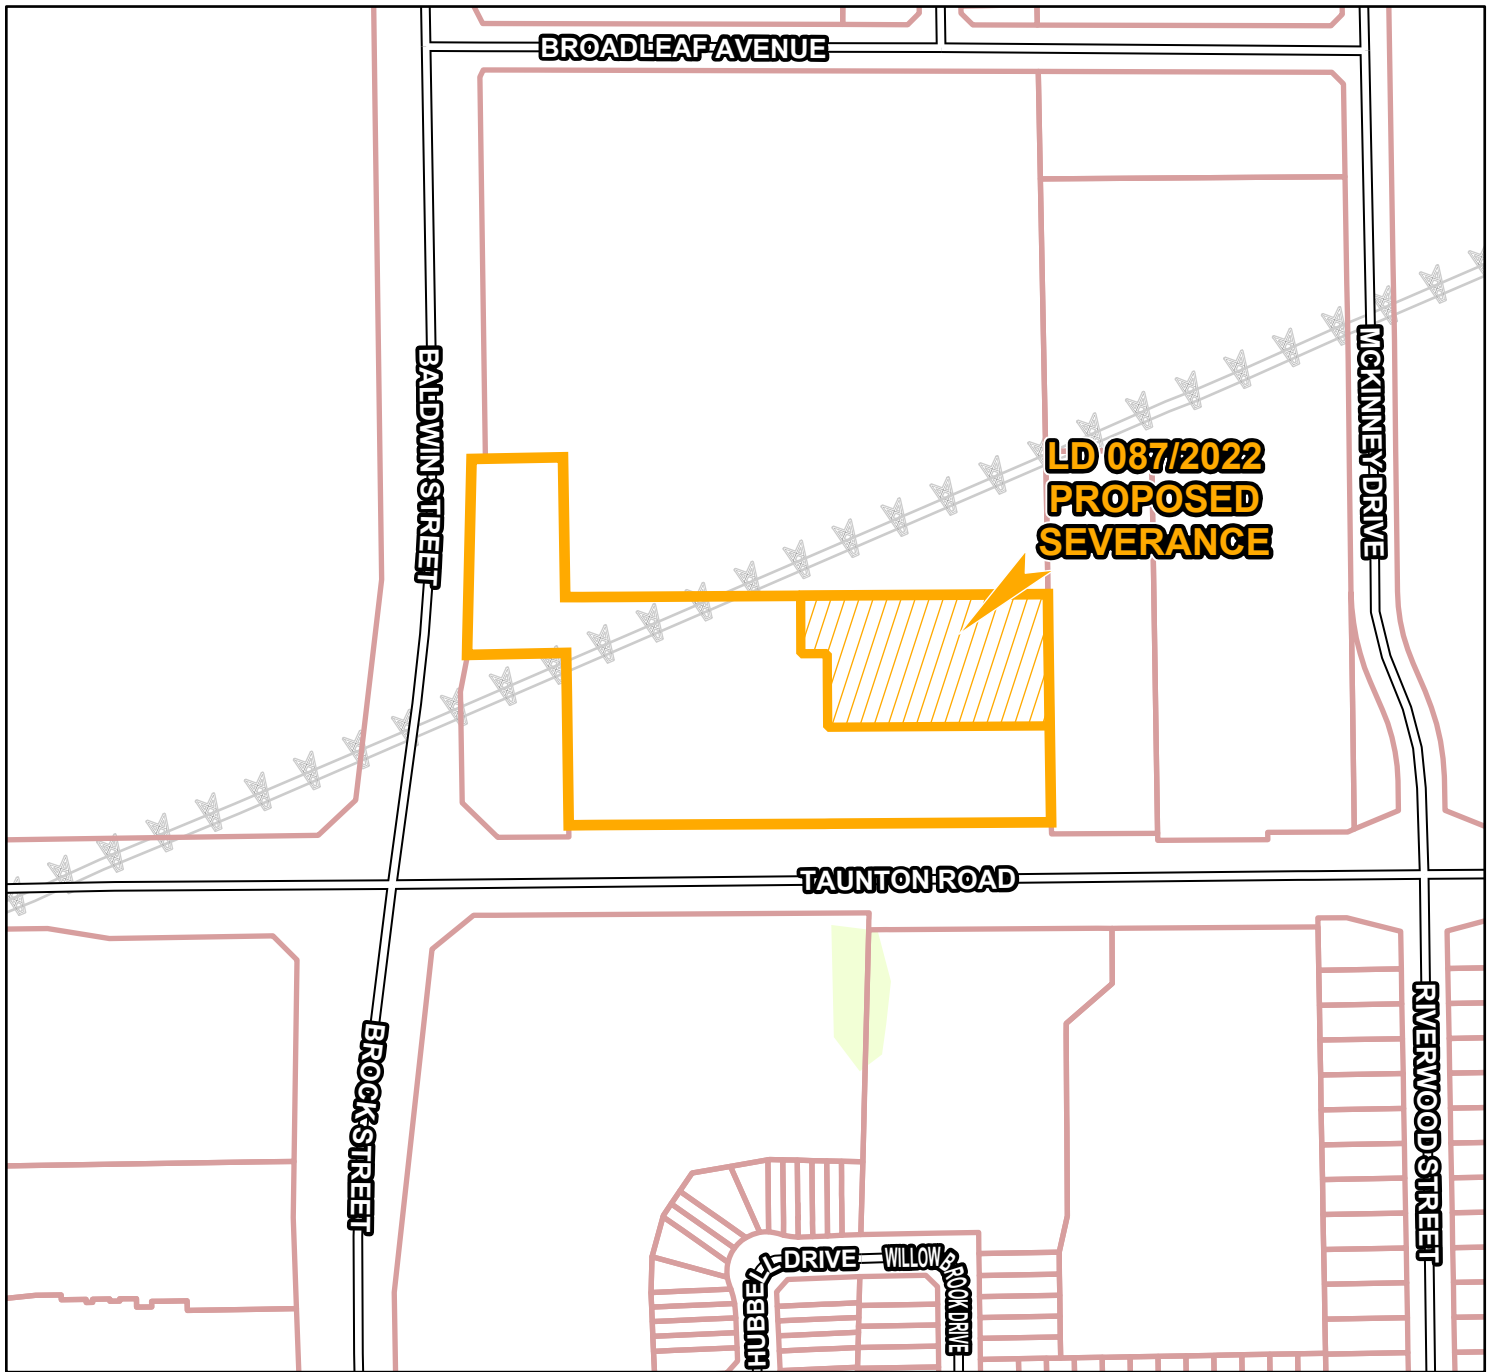 BROADLEAF AVENUE
BALDWIN STREET
MCKINNEY DRIVE
LD 087/2022
PROPOSED
SEVERANCE
TAUNTON ROAD
BROCK STREET
RIVERWOOD STREET
HUBBELL DRIVE
WILLOWBROOK DRIVE